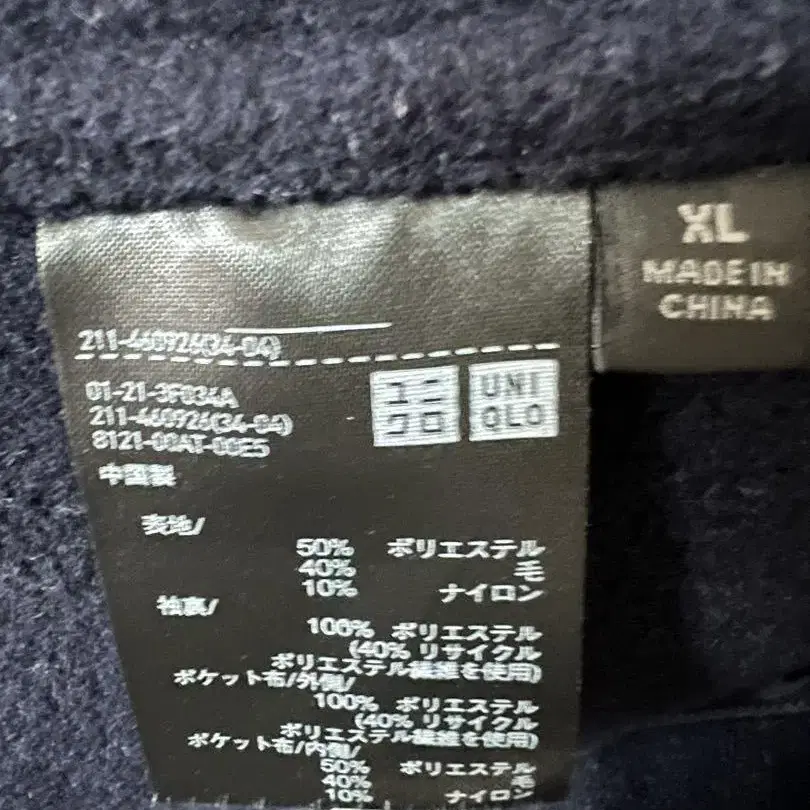 XL
MADE IN
CHINA
211-460926(34-04)
ユニ
クロ
UNI
QLO
01-21-3F034A
211-460926(34-04)
8121-00AT-00E5
中国製
表地/
50% ポリエステル
40% 毛
10% ナイロン
袖裏/
100% ポリエステル
(40% リサイクル
ポリエステル繊維を使用)
ポケット布/外側/
100% ポリエステル
(40% リサイクル
ポリエステル繊維を使用)
ポケット布/内側/
50% ポリエステル
40% 毛
10% ナイロン